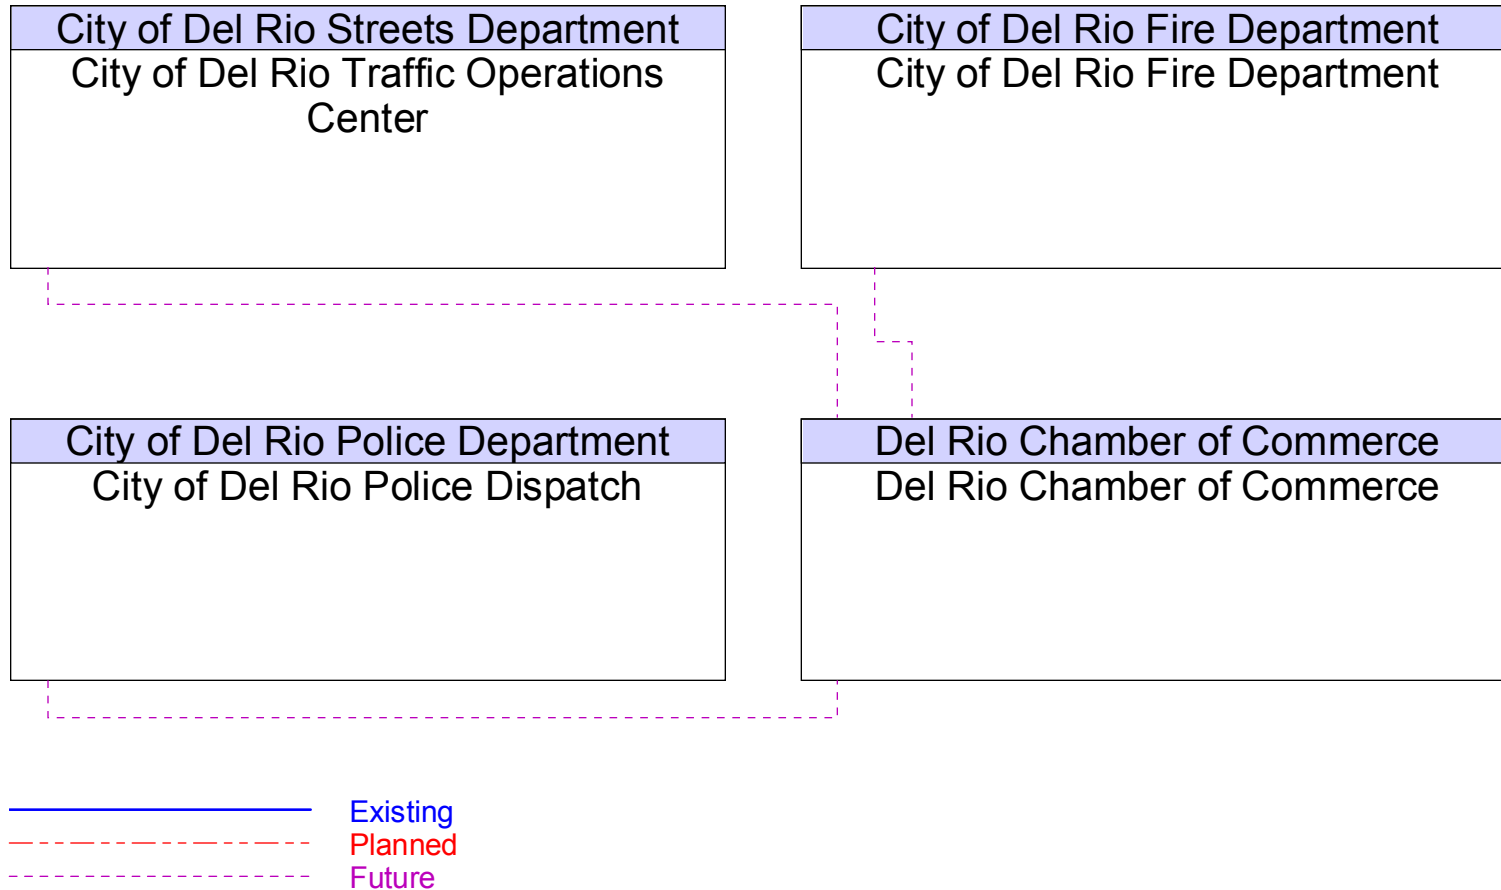 City of Del Rio Streets Department
City of Del Rio Traffic Operations
Center
City of Del Rio Fire Department
City of Del Rio Fire Department
City of Del Rio Police Department
City of Del Rio Police Dispatch
Del Rio Chamber of Commerce
Del Rio Chamber of Commerce
Existing
Planned
Future